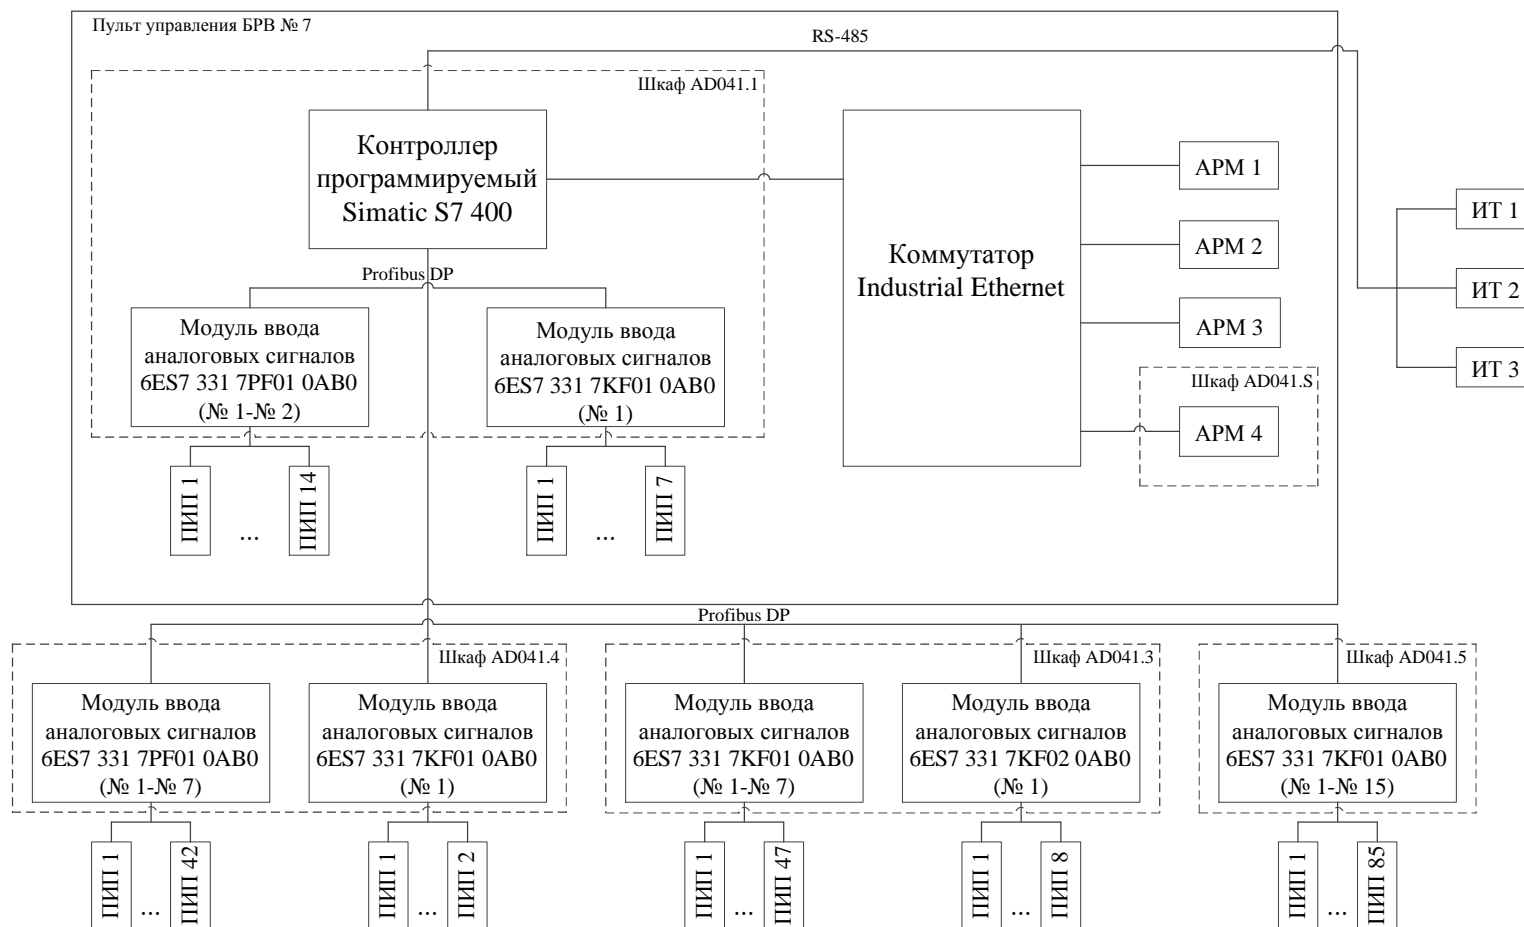 Пульт управления БРВ № 7
RS-485
Шкаф AD041.1
Контроллер
программируемый
Simatic S7 400
Коммутатор
Industrial Ethernet
АРМ 1
АРМ 2
АРМ 3
Шкаф AD041.S
АРМ 4
ИТ 1
ИТ 2
ИТ 3
Profibus DP
Модуль ввода
аналоговых сигналов
6ES7 331 7PF01 0AB0
(№ 1-№ 2)
Модуль ввода
аналоговых сигналов
6ES7 331 7KF01 0AB0
(№ 1)
ПИП 1
...
ПИП 14
ПИП 1
...
ПИП 7
Profibus DP
Шкаф AD041.4
Модуль ввода
аналоговых сигналов
6ES7 331 7PF01 0AB0
(№ 1-№ 7)
Модуль ввода
аналоговых сигналов
6ES7 331 7KF01 0AB0
(№ 1)
Шкаф AD041.3
Модуль ввода
аналоговых сигналов
6ES7 331 7KF01 0AB0
(№ 1-№ 7)
Модуль ввода
аналоговых сигналов
6ES7 331 7KF02 0AB0
(№ 1)
Шкаф AD041.5
Модуль ввода
аналоговых сигналов
6ES7 331 7KF01 0AB0
(№ 1-№ 15)
ПИП 1
...
ПИП 42
ПИП 1
...
ПИП 2
ПИП 1
...
ПИП 47
ПИП 1
...
ПИП 8
ПИП 1
...
ПИП 85